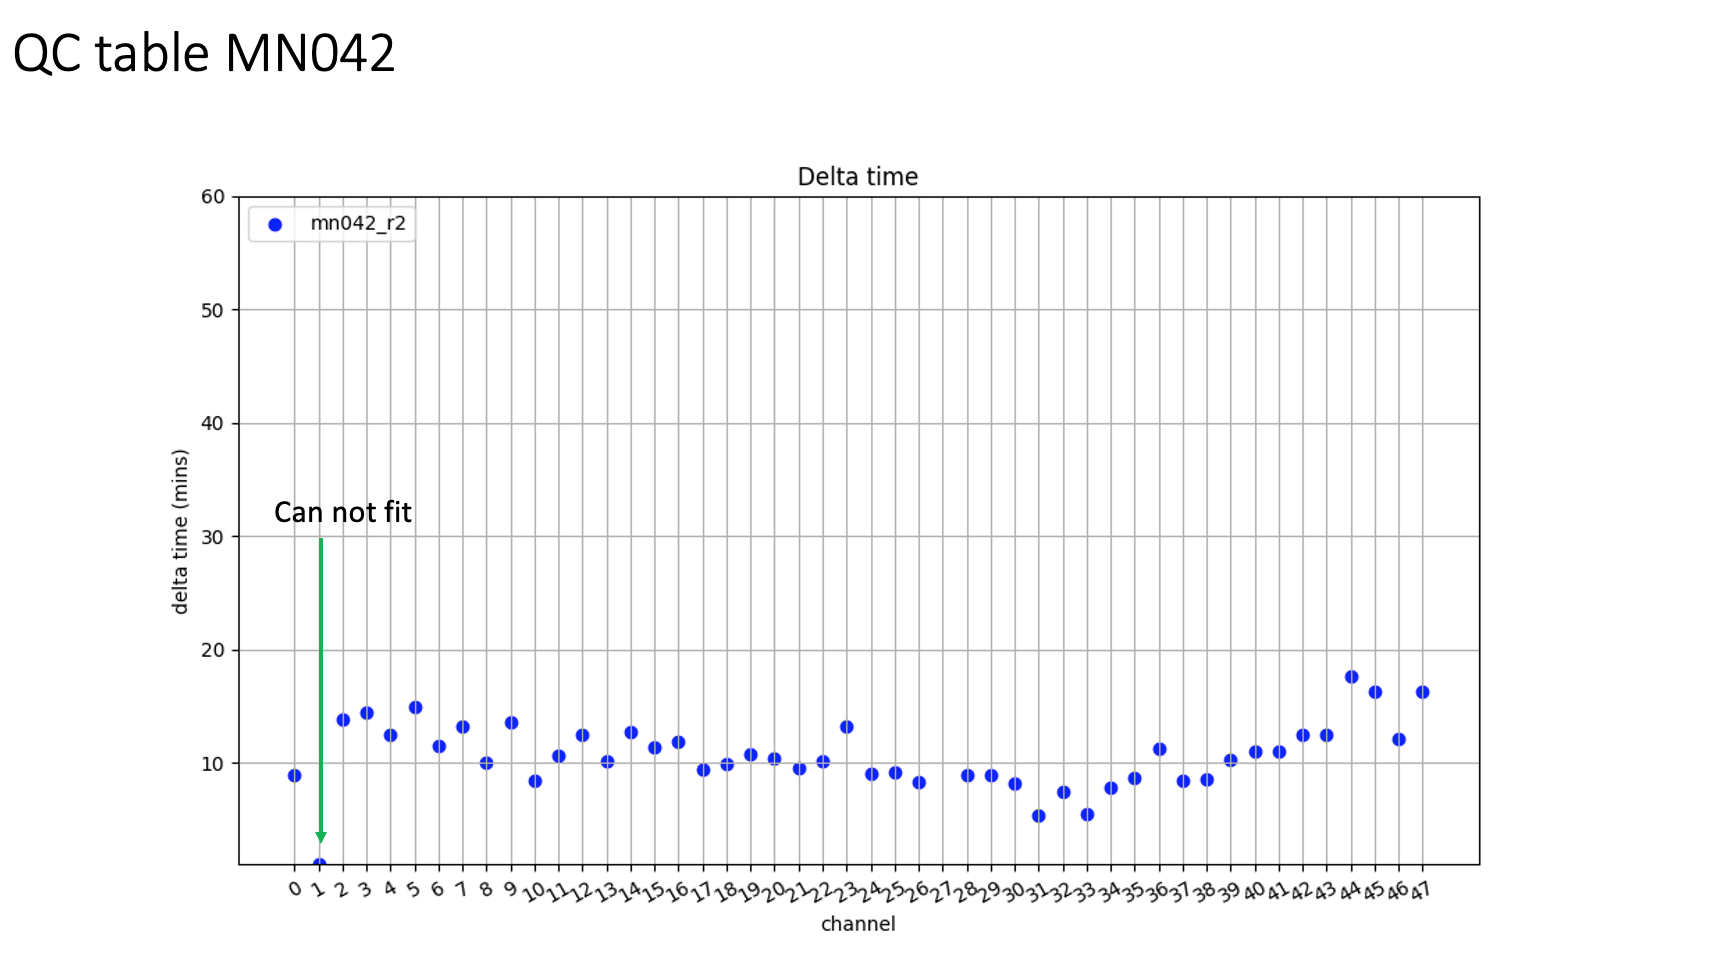 QC table MN042
Delta time
60
mn042_r2
50
40
Can not fit
30
20
10
delta time (mins)
0 1 2 3 4 5 6 7 8 9 10 11 12 13 14 15 16 17 18 19 20 21 22 23 24 25 26 27 28 29 30 31 32 33 34 35 36 37 38 39 40 41 42 43 44 45 46 47
channel